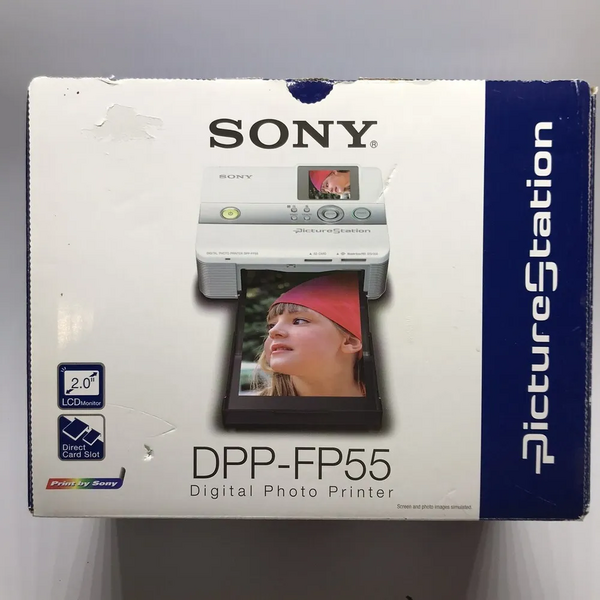 SONY®
SONY
PictureStation
PictureStation
2.0"
LCD Monitor
Direct
Card Slot
Print by Sony
DPP-FP55
Digital Photo Printer
Screen and photo images simulated.